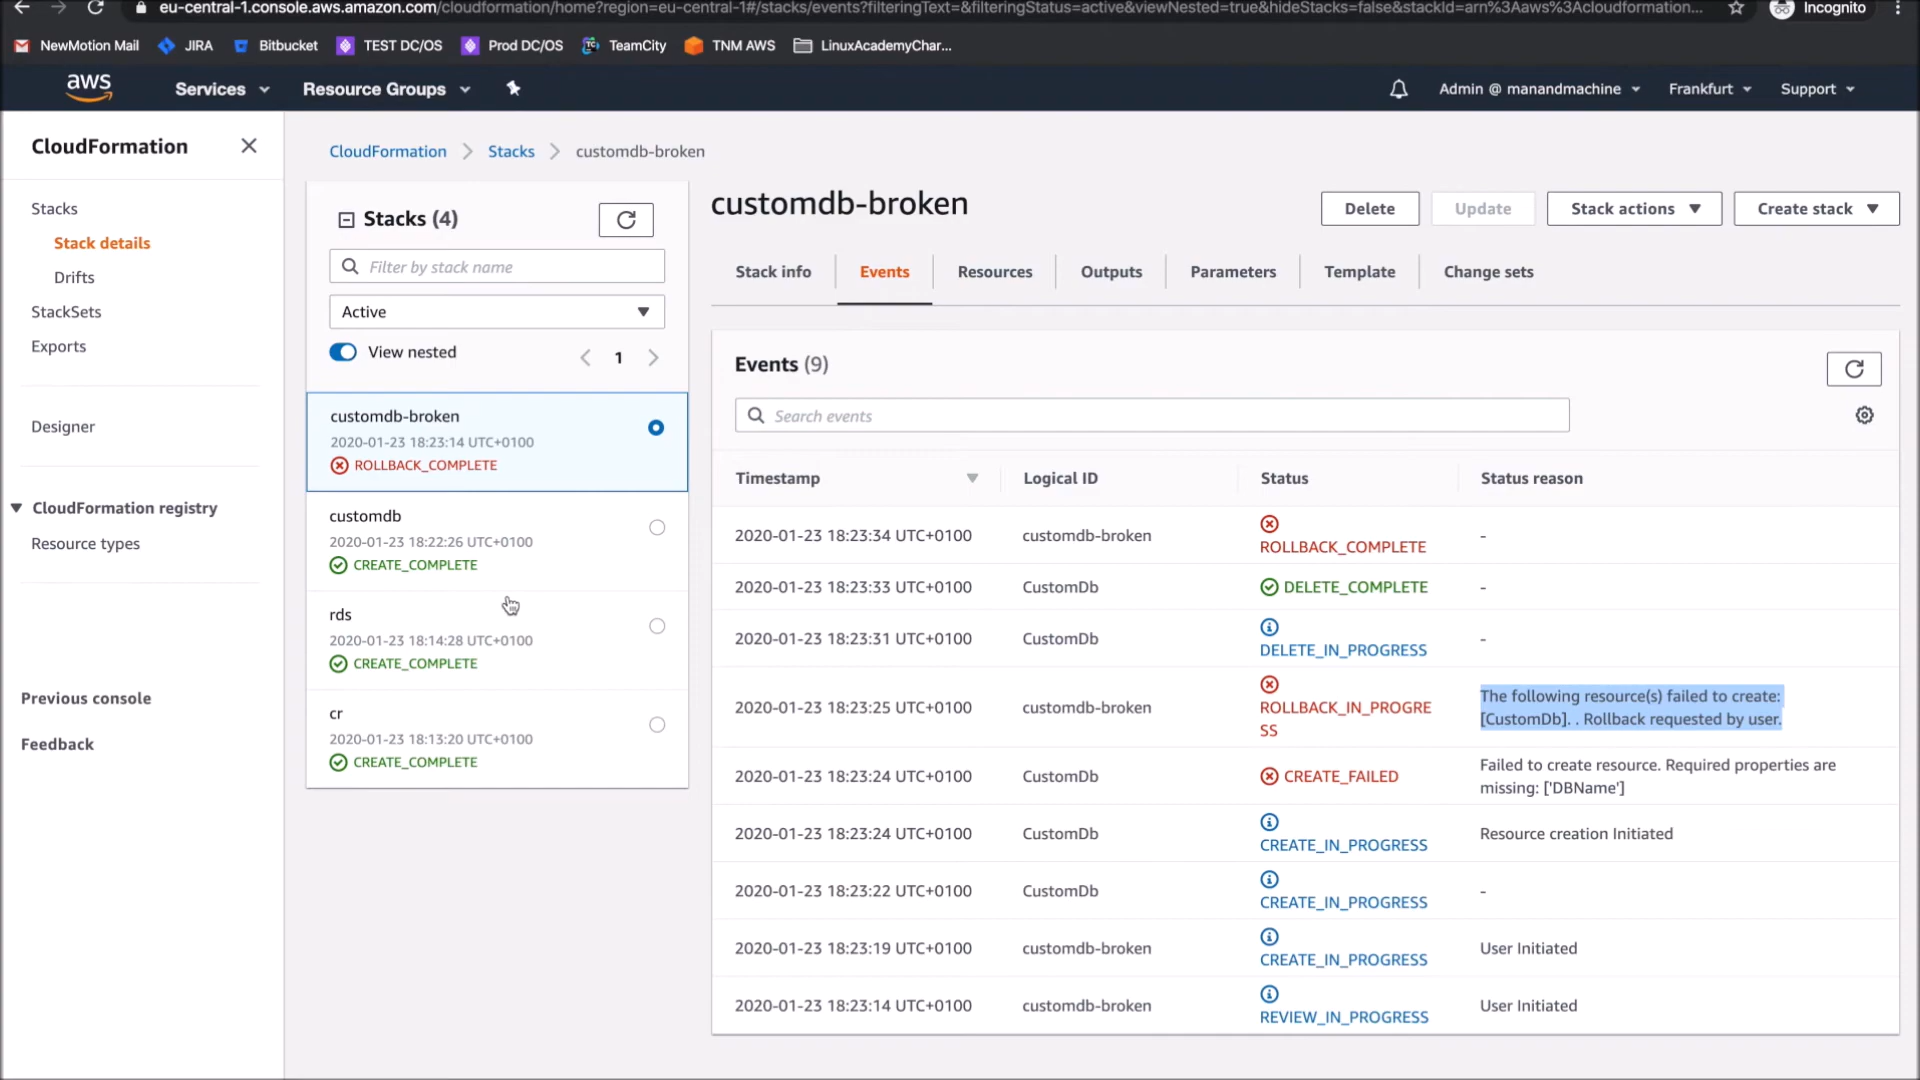 eu-central-1.console.aws.amazon.com/cloudformation/home?region=eu-central-1#/stacks/events?filteringText=&filteringStatus=active&viewNested=true&hideStacks=false&stackId=arn%3Aaws%3Acloudformation...
Incognito
NewMotion Mail JIRA Bitbucket TEST DC/OS Prod DC/OS TeamCity TNM AWS LinuxAcademyChar...
aws Services Resource Groups Admin @ manandmachine Frankfurt Support
CloudFormation
Stacks
Stack details
Drifts
StackSets
Exports
Designer
CloudFormation registry
Resource types
Previous console
Feedback
CloudFormation Stacks customdb-broken
Stacks (4)
Filter by stack name
Active
View nested 1
customdb-broken
2020-01-23 18:23:14 UTC+0100
ROLLBACK_COMPLETE
customdb
2020-01-23 18:22:26 UTC+0100
CREATE_COMPLETE
rds
2020-01-23 18:14:28 UTC+0100
CREATE_COMPLETE
cr
2020-01-23 18:13:20 UTC+0100
CREATE_COMPLETE
customdb-broken
Delete Update Stack actions Create stack
Stack info Events Resources Outputs Parameters Template Change sets
Events (9)
Search events
Timestamp Logical ID Status Status reason
2020-01-23 18:23:34 UTC+0100 customdb-broken ROLLBACK_COMPLETE -
2020-01-23 18:23:33 UTC+0100 CustomDb DELETE_COMPLETE -
2020-01-23 18:23:31 UTC+0100 CustomDb DELETE_IN_PROGRESS -
2020-01-23 18:23:25 UTC+0100 customdb-broken ROLLBACK_IN_PROGRE
SS
The following resource(s) failed to create:
[CustomDb]. . Rollback requested by user.
2020-01-23 18:23:24 UTC+0100 CustomDb CREATE_FAILED
Failed to create resource. Required properties are
missing: ['DBName']
2020-01-23 18:23:24 UTC+0100 CustomDb CREATE_IN_PROGRESS Resource creation Initiated
2020-01-23 18:23:22 UTC+0100 CustomDb CREATE_IN_PROGRESS -
2020-01-23 18:23:19 UTC+0100 customdb-broken CREATE_IN_PROGRESS User Initiated
2020-01-23 18:23:14 UTC+0100 customdb-broken REVIEW_IN_PROGRESS User Initiated